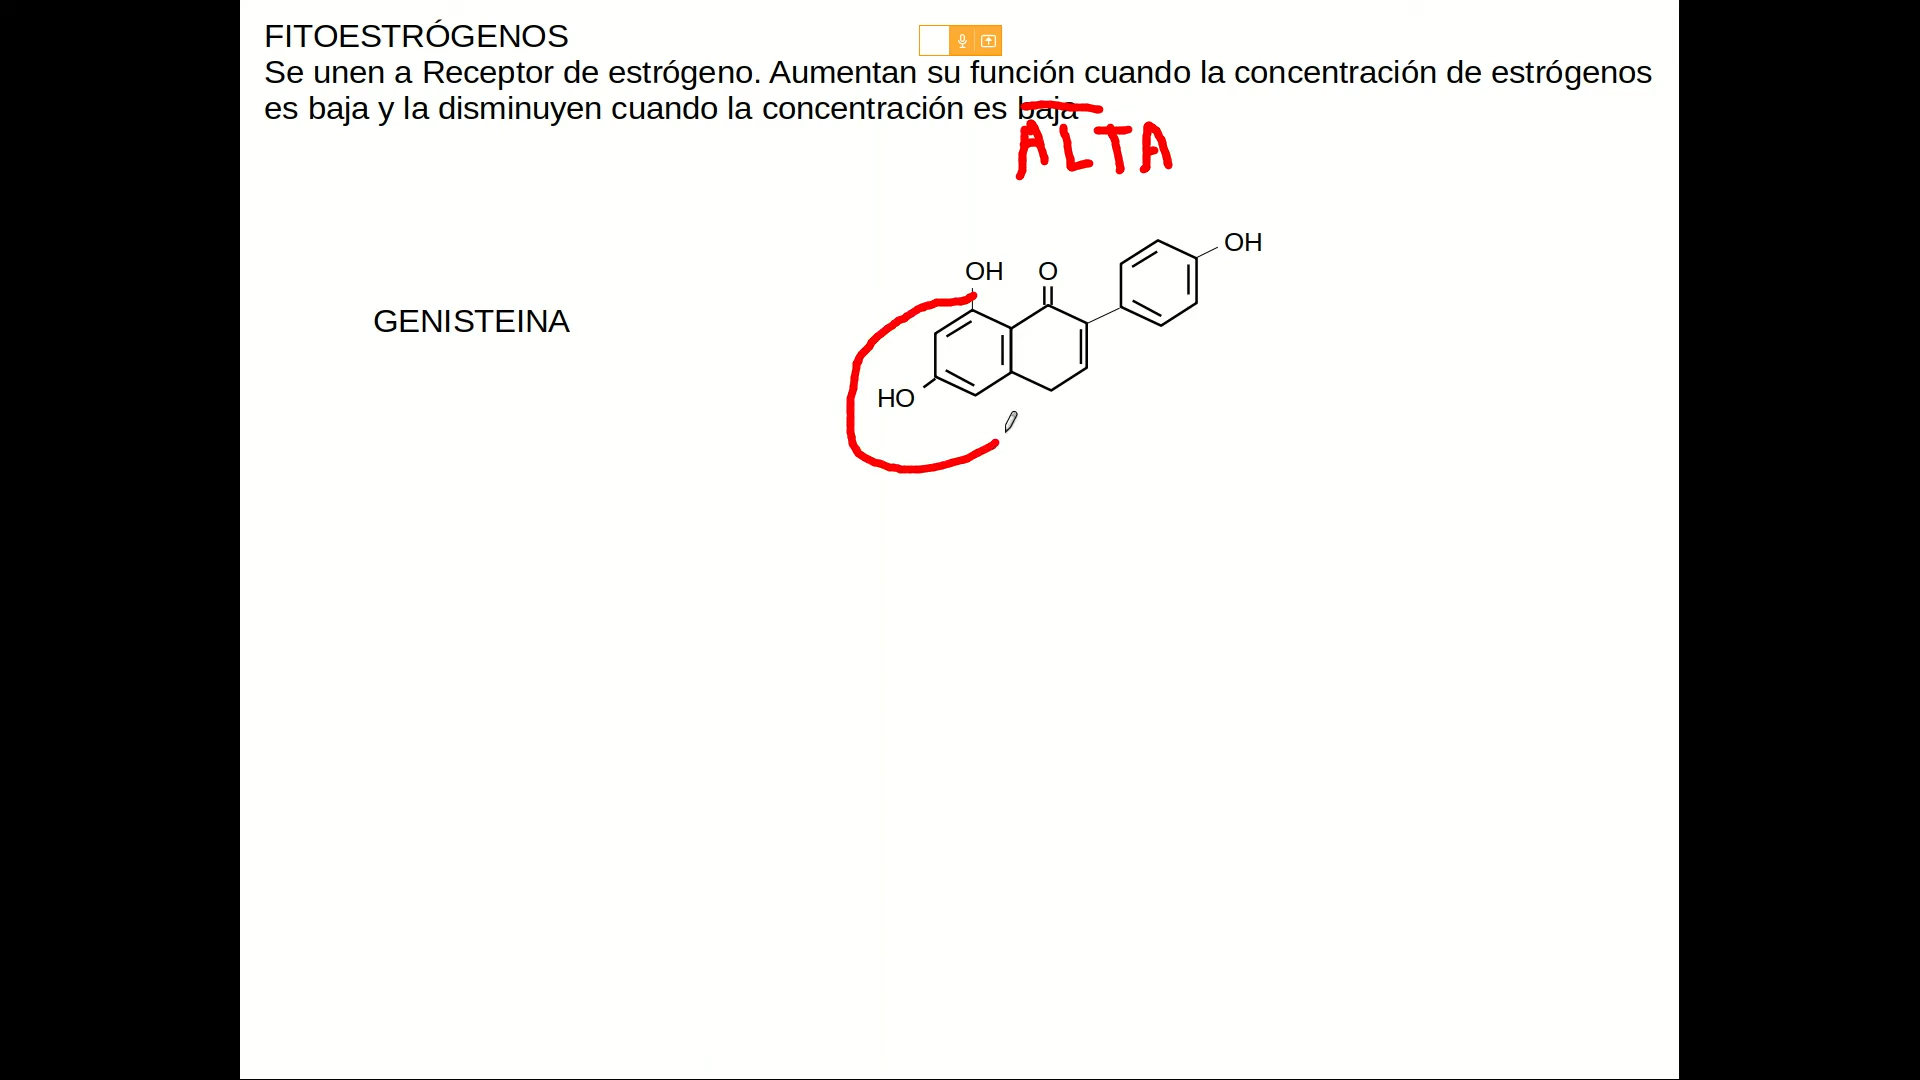 FITOESTRÓGENOS
Se unen a Receptor de estrógeno. Aumentan su función cuando la concentración de estrógenos
es baja y la disminuyen cuando la concentración es baja
ALTA
OH
OH O
GENISTEINA
HO